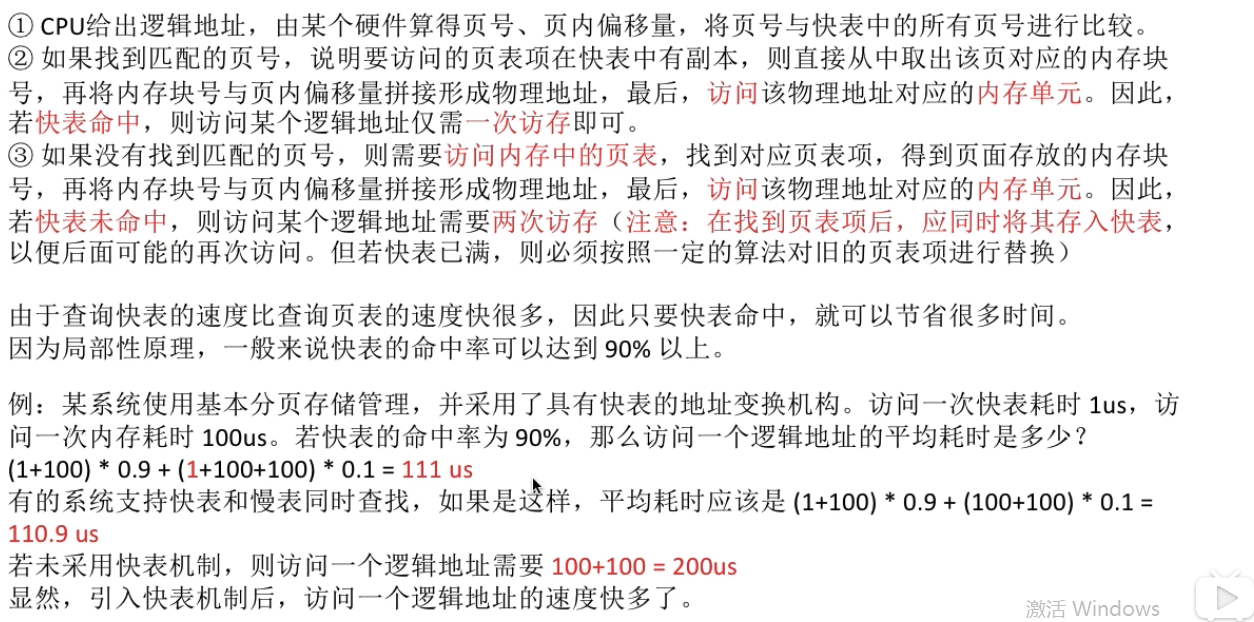 ① CPU给出逻辑地址，由某个硬件算得页号、页内偏移量，将页号与快表中的所有页号进行比较。
② 如果找到匹配的页号，说明要访问的页表项在快表中有副本，则直接从中取出该页对应的内存块
号，再将内存块号与页内偏移量拼接形成物理地址，最后，访问该物理地址对应的内存单元。因此，
若快表命中，则访问某个逻辑地址仅需一次访存即可。
③ 如果没有找到匹配的页号，则需要访问内存中的页表，找到对应页表项，得到页面存放的内存块
号，再将内存块号与页内偏移量拼接形成物理地址，最后，访问该物理地址对应的内存单元。因此，
若快表未命中，则访问某个逻辑地址需要两次访存（注意：在找到页表项后，应同时将其存入快表，
以便后面可能的再次访问。但若快表已满，则必须按照一定的算法对旧的页表项进行替换）
由于查询快表的速度比查询页表的速度快很多，因此只要快表命中，就可以节省很多时间。
因为局部性原理，一般来说快表的命中率可以达到 90% 以上。
例：某系统使用基本分页存储管理，并采用了具有快表的地址变换机构。访问一次快表耗时 1us，访
问一次内存耗时 100us。若快表的命中率为 90%，那么访问一个逻辑地址的平均耗时是多少？
(1+100) * 0.9 + (1+100+100) * 0.1 = 111 us
有的系统支持快表和慢表同时查找，如果是这样，平均耗时应该是 (1+100) * 0.9 + (100+100) * 0.1 =
110.9 us
若未采用快表机制，则访问一个逻辑地址需要 100+100 = 200us
显然，引入快表机制后，访问一个逻辑地址的速度快多了。
激活 Windows